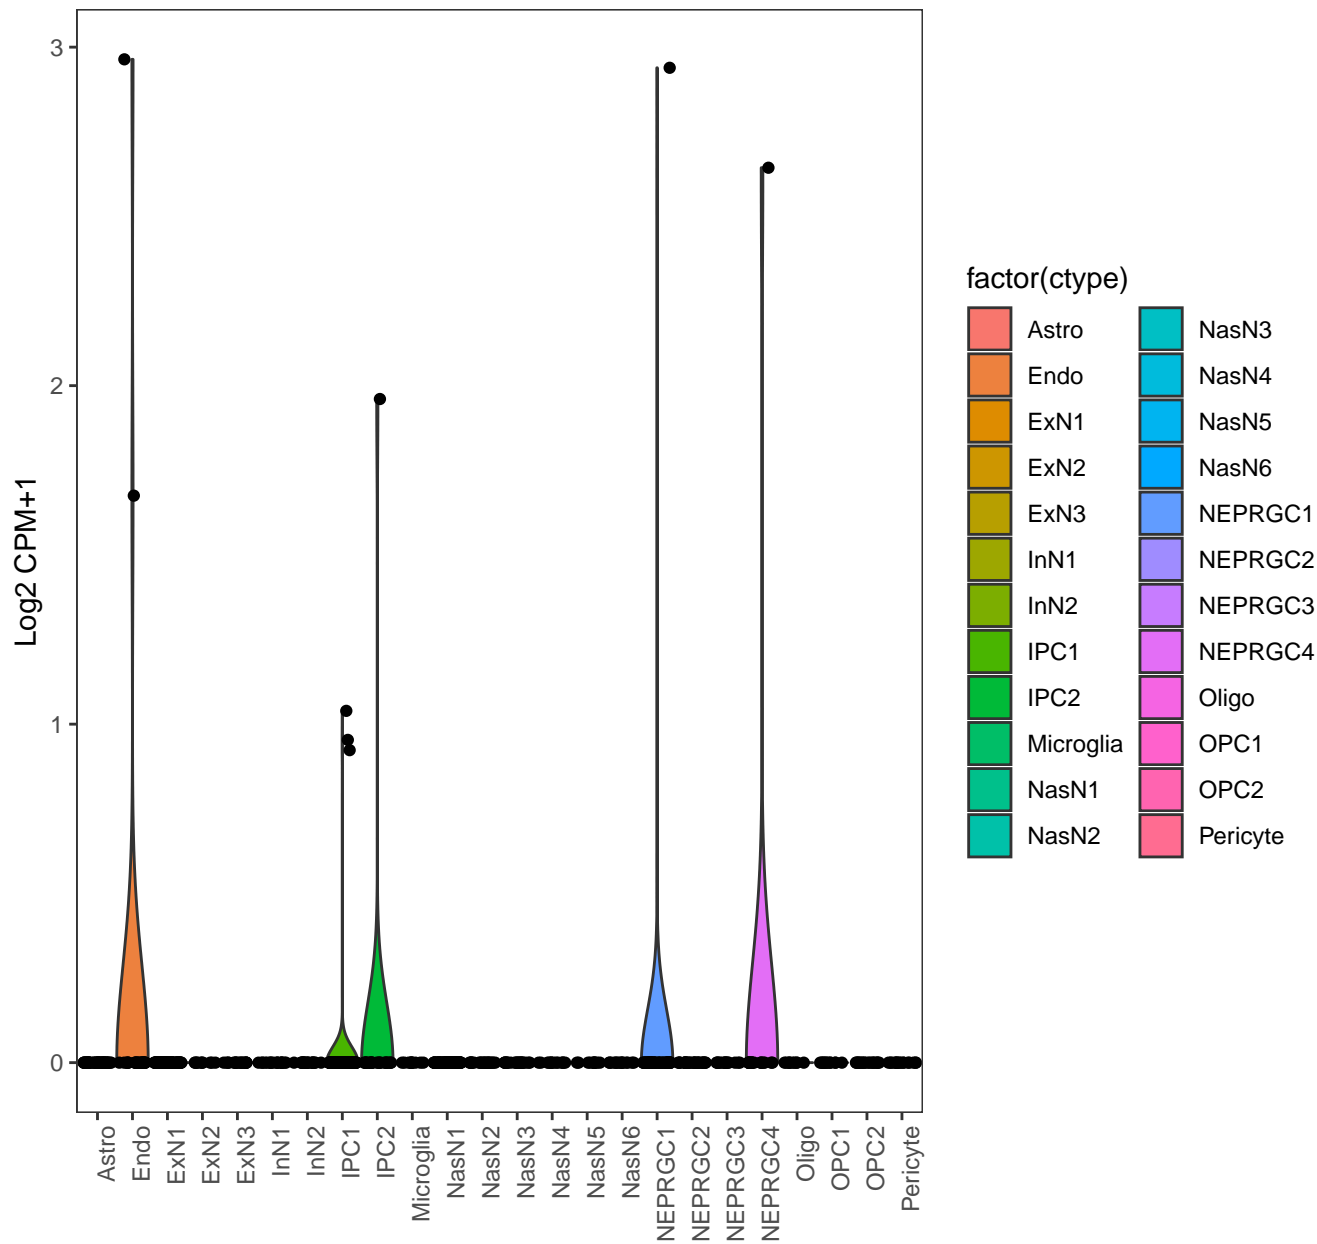 3
2
1
0
Log2 CPM+1
Astro
Endo
ExN1
ExN2
ExN3
InN1
InN2
IPC1
IPC2
Microglia
NasN1
NasN2
NasN3
NasN4
NasN5
NasN6
NEPRGC1
NEPRGC2
NEPRGC3
NEPRGC4
Oligo
OPC1
OPC2
Pericyte
factor(ctype)
Astro
Endo
ExN1
ExN2
ExN3
InN1
InN2
IPC1
IPC2
Microglia
NasN1
NasN2
NasN3
NasN4
NasN5
NasN6
NEPRGC1
NEPRGC2
NEPRGC3
NEPRGC4
Oligo
OPC1
OPC2
Pericyte